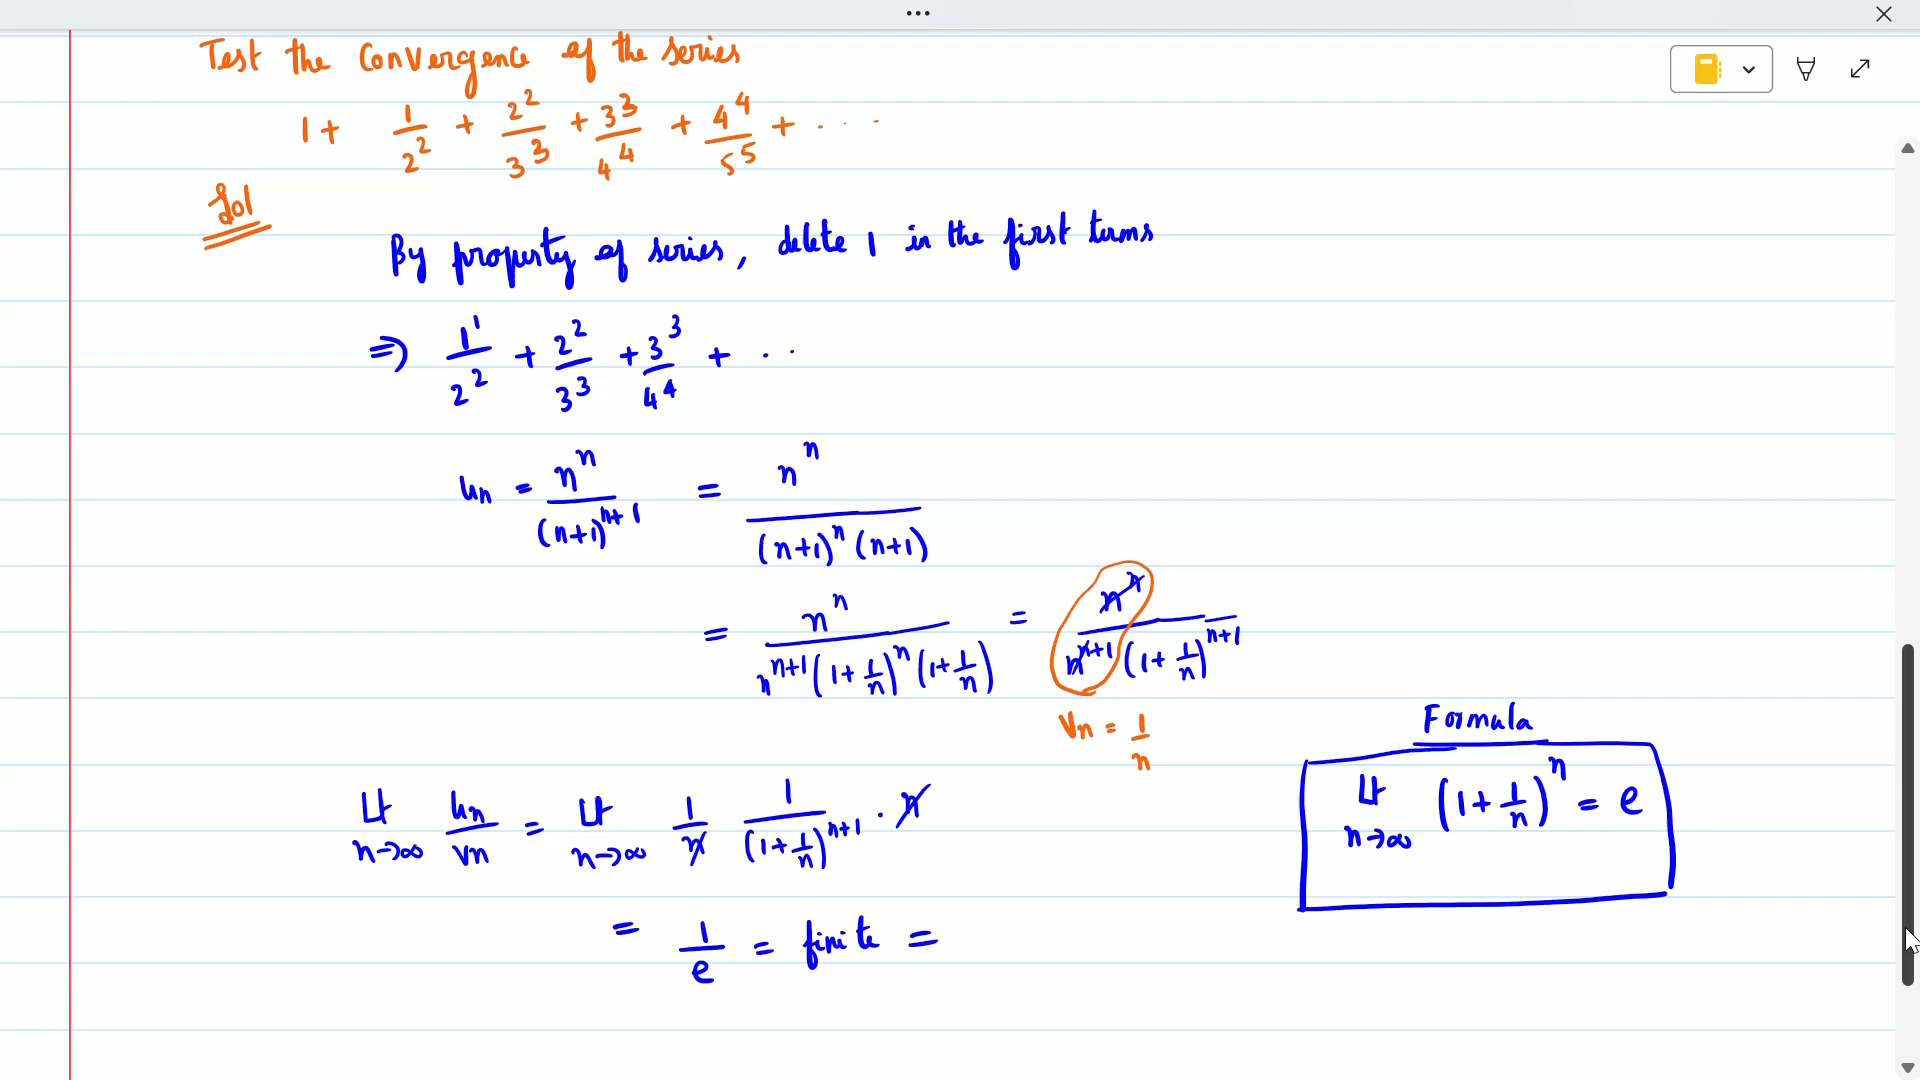 Test the Convergence of the series
1 + 1/2^2 + 2^2/3^3 + 3^3/4^4 + 4^4/5^5 + ....
Sol
By property of series, delete 1 in the first terms
⇒ 1^1/2^2 + 2^2/3^3 + 3^3/4^4 + ...
un = n^n/(n+1)^(n+1) = n^n/((n+1)^n (n+1))
= n^n/(n^(n+1) (1+1/n)^n (1+1/n)) = n^n/(n^(n+1) (1+1/n)^(n+1))
vn = 1/n
Formula
Lt n→∞ (1+1/n)^n = e
Lt n→∞ un/vn = Lt n→∞ 1/n 1/(1+1/n)^(n+1) . n
= 1/e = finite =